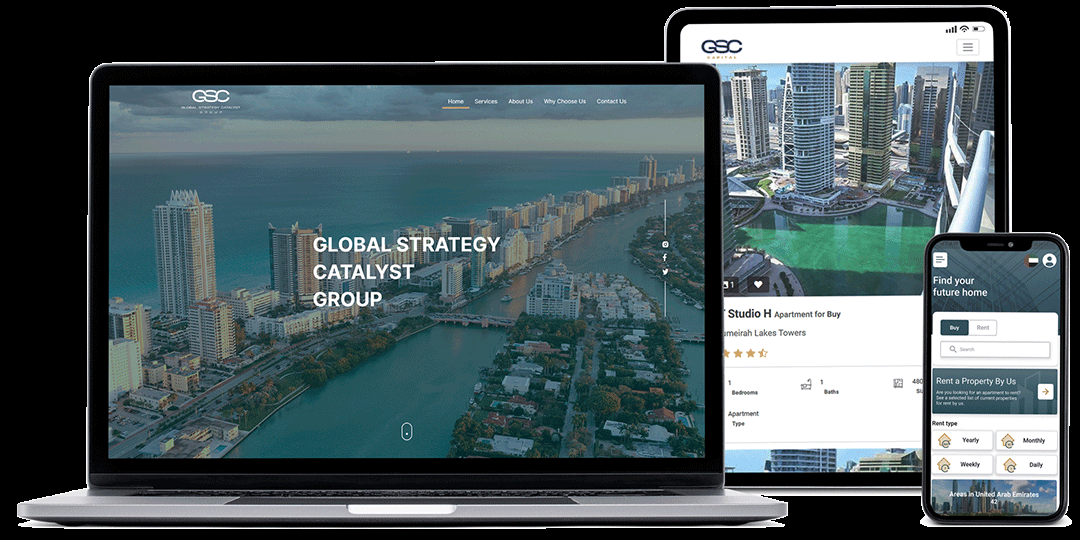 GSC
GLOBAL STRATEGY CATALYST
GROUP
Home Services About Us Why Choose Us Contact Us
GLOBAL STRATEGY
CATALYST
GROUP
GSC
CAPITAL
1
Studio H Apartment for Buy
umeirah Lakes Towers
1
Bedrooms
1
Baths
480
Apartment
Type
Find your
future home
Buy Rent
Search
Rent a Property By Us
Are you looking for an apartment to rent?
See a selected list of current properties
for rent by us.
Rent type
Yearly Monthly
Weekly Daily
Areas in United Arab Emirates
42